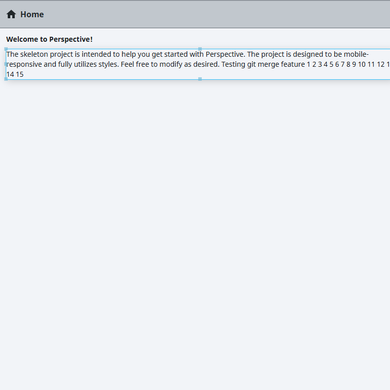 Home
Welcome to Perspective!
The skeleton project is intended to help you get started with Perspective. The project is designed to be mobile-
responsive and fully utilizes styles. Feel free to modify as desired. Testing git merge feature 1 2 3 4 5 6 7 8 9 10 11 12
14 15